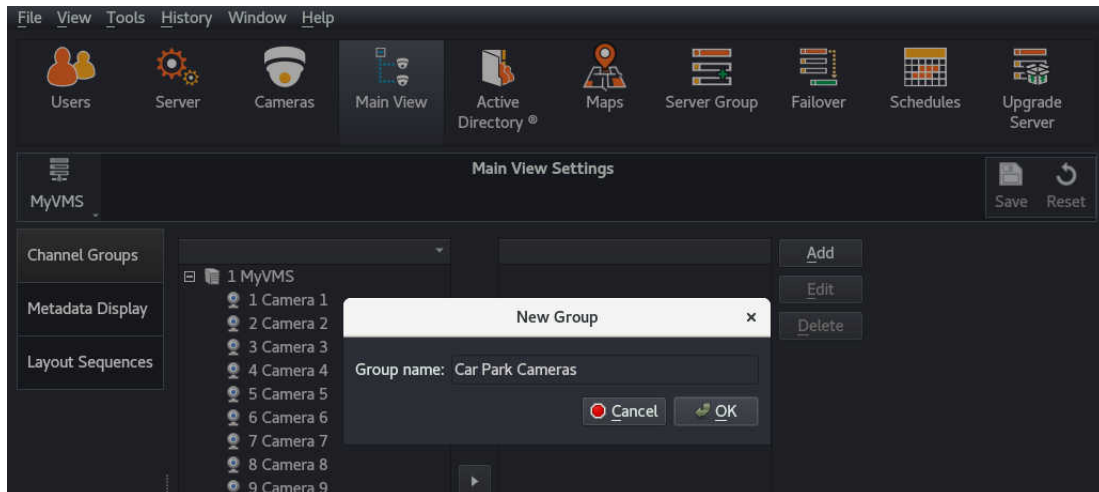 File View Tools History Window Help
Users Server Cameras Main View Active Directory ® Maps Server Group Failover Schedules Upgrade Server
Main View Settings
MyVMS
Save Reset
Channel Groups
Metadata Display
Layout Sequences
1 MyVMS
1 Camera 1
2 Camera 2
3 Camera 3
4 Camera 4
5 Camera 5
6 Camera 6
7 Camera 7
8 Camera 8
9 Camera 9
New Group
Group name: Car Park Cameras
Cancel OK
Add
Edit
Delete